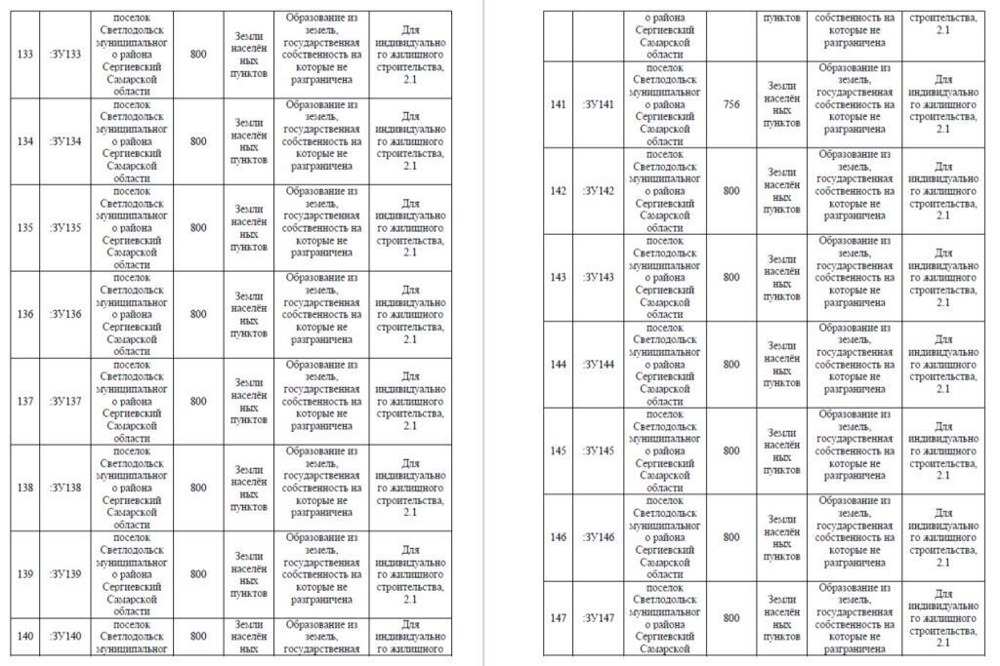 133
:ЗУ133
поселок
Светлодольск
муниципальног
о района
Сергиевский
Самарской
области
800
Земли
населён
ных
пунктов
Образование из
земель,
государственная
собственность на
которые не
разграничена
Для
индивидуально
го жилищного
строительства,
2.1
134
:ЗУ134
поселок
Светлодольск
муниципальног
о района
Сергиевский
Самарской
области
800
Земли
населён
ных
пунктов
Образование из
земель,
государственная
собственность на
которые не
разграничена
Для
индивидуально
го жилищного
строительства,
2.1
135
:ЗУ135
поселок
Светлодольск
муниципальног
о района
Сергиевский
Самарской
области
800
Земли
населён
ных
пунктов
Образование из
земель,
государственная
собственность на
которые не
разграничена
Для
индивидуально
го жилищного
строительства,
2.1
136
:ЗУ136
поселок
Светлодольск
муниципальног
о района
Сергиевский
Самарской
области
800
Земли
населён
ных
пунктов
Образование из
земель,
государственная
собственность на
которые не
разграничена
Для
индивидуально
го жилищного
строительства,
2.1
137
:ЗУ137
поселок
Светлодольск
муниципальног
о района
Сергиевский
Самарской
области
800
Земли
населён
ных
пунктов
Образование из
земель,
государственная
собственность на
которые не
разграничена
Для
индивидуально
го жилищного
строительства,
2.1
138
:ЗУ138
поселок
Светлодольск
муниципальног
о района
Сергиевский
Самарской
области
800
Земли
населён
ных
пунктов
Образование из
земель,
государственная
собственность на
которые не
разграничена
Для
индивидуально
го жилищного
строительства,
2.1
139
:ЗУ139
поселок
Светлодольск
муниципальног
о района
Сергиевский
Самарской
области
800
Земли
населён
ных
пунктов
Образование из
земель,
государственная
собственность на
которые не
разграничена
Для
индивидуально
го жилищного
строительства,
2.1
140
:ЗУ140
поселок
Светлодольск
муниципальног
800
Земли
населён
ных
Образование из
земель,
государственная
Для
индивидуально
го жилищного
о района
Сергиевский
Самарской
области
пунктов
собственность на
которые не
разграничена
строительства,
2.1
141
:ЗУ141
поселок
Светлодольск
муниципальног
о района
Сергиевский
Самарской
области
756
Земли
населён
ных
пунктов
Образование из
земель,
государственная
собственность на
которые не
разграничена
Для
индивидуально
го жилищного
строительства,
2.1
142
:ЗУ142
поселок
Светлодольск
муниципальног
о района
Сергиевский
Самарской
области
800
Земли
населён
ных
пунктов
Образование из
земель,
государственная
собственность на
которые не
разграничена
Для
индивидуально
го жилищного
строительства,
2.1
143
:ЗУ143
поселок
Светлодольск
муниципальног
о района
Сергиевский
Самарской
области
800
Земли
населён
ных
пунктов
Образование из
земель,
государственная
собственность на
которые не
разграничена
Для
индивидуально
го жилищного
строительства,
2.1
144
:ЗУ144
поселок
Светлодольск
муниципальног
о района
Сергиевский
Самарской
области
800
Земли
населён
ных
пунктов
Образование из
земель,
государственная
собственность на
которые не
разграничена
Для
индивидуально
го жилищного
строительства,
2.1
145
:ЗУ145
поселок
Светлодольск
муниципальног
о района
Сергиевский
Самарской
области
800
Земли
населён
ных
пунктов
Образование из
земель,
государственная
собственность на
которые не
разграничена
Для
индивидуально
го жилищного
строительства,
2.1
146
:ЗУ146
поселок
Светлодольск
муниципальног
о района
Сергиевский
Самарской
области
800
Земли
населён
ных
пунктов
Образование из
земель,
государственная
собственность на
которые не
разграничена
Для
индивидуально
го жилищного
строительства,
2.1
147
:ЗУ147
поселок
Светлодольск
муниципальног
о района
Сергиевский
Самарской
800
Земли
населён
ных
пунктов
Образование из
земель,
государственная
собственность на
которые не
разграничена
Для
индивидуально
го жилищного
строительства,
2.1